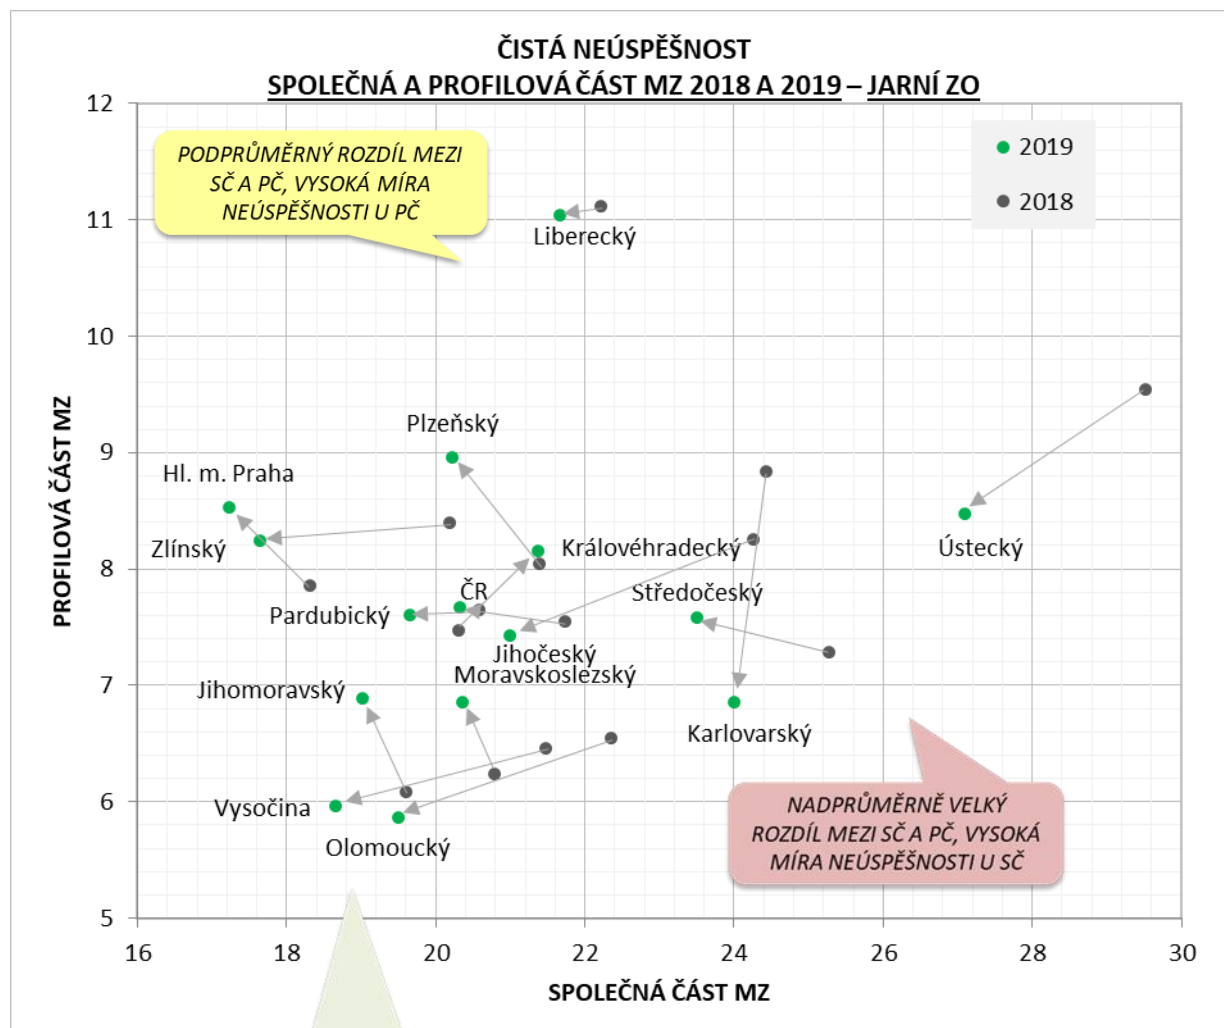 ČISTÁ NEÚSPĚŠNOST
SPOLEČNÁ A PROFILOVÁ ČÁST MZ 2018 A 2019 – JARNÍ ZO
12
11
10
9
8
7
6
5
PROFILOVÁ ČÁST MZ
PODPRŮMĚRNÝ ROZDÍL MEZI
SČ A PČ, VYSOKÁ MÍRA
NEÚSPĚŠNOSTI U PČ
2019
2018
Liberecký
Plzeňský
Hl. m. Praha
Zlínský
Královéhradecký
Ústecký
ČR
Středočeský
Pardubický
Jihočeský
Moravskoslezský
Jihomoravský
Karlovarský
Vysočina
Olomoucký
NADPRŮMĚRNĚ VELKÝ
ROZDÍL MEZI SČ A PČ, VYSOKÁ
MÍRA NEÚSPĚŠNOSTI U SČ
16 18 20 22 24 26 28 30
SPOLEČNÁ ČÁST MZ